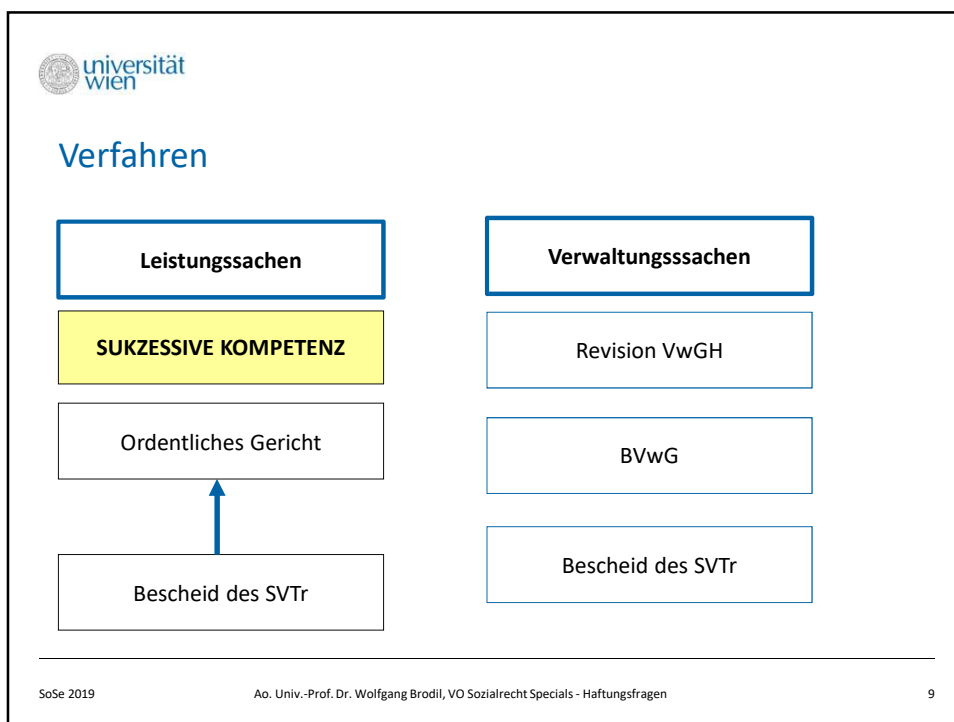 universität
wien
Verfahren
Leistungssachen
SUKZESSIVE KOMPETENZ
Ordentliches Gericht
Bescheid des SVTr
Verwaltungsssachen
Revision VwGH
BVwG
Bescheid des SVTr
SoSe 2019
Ao. Univ.-Prof. Dr. Wolfgang Brodil, VO Sozialrecht Specials - Haftungsfragen
9